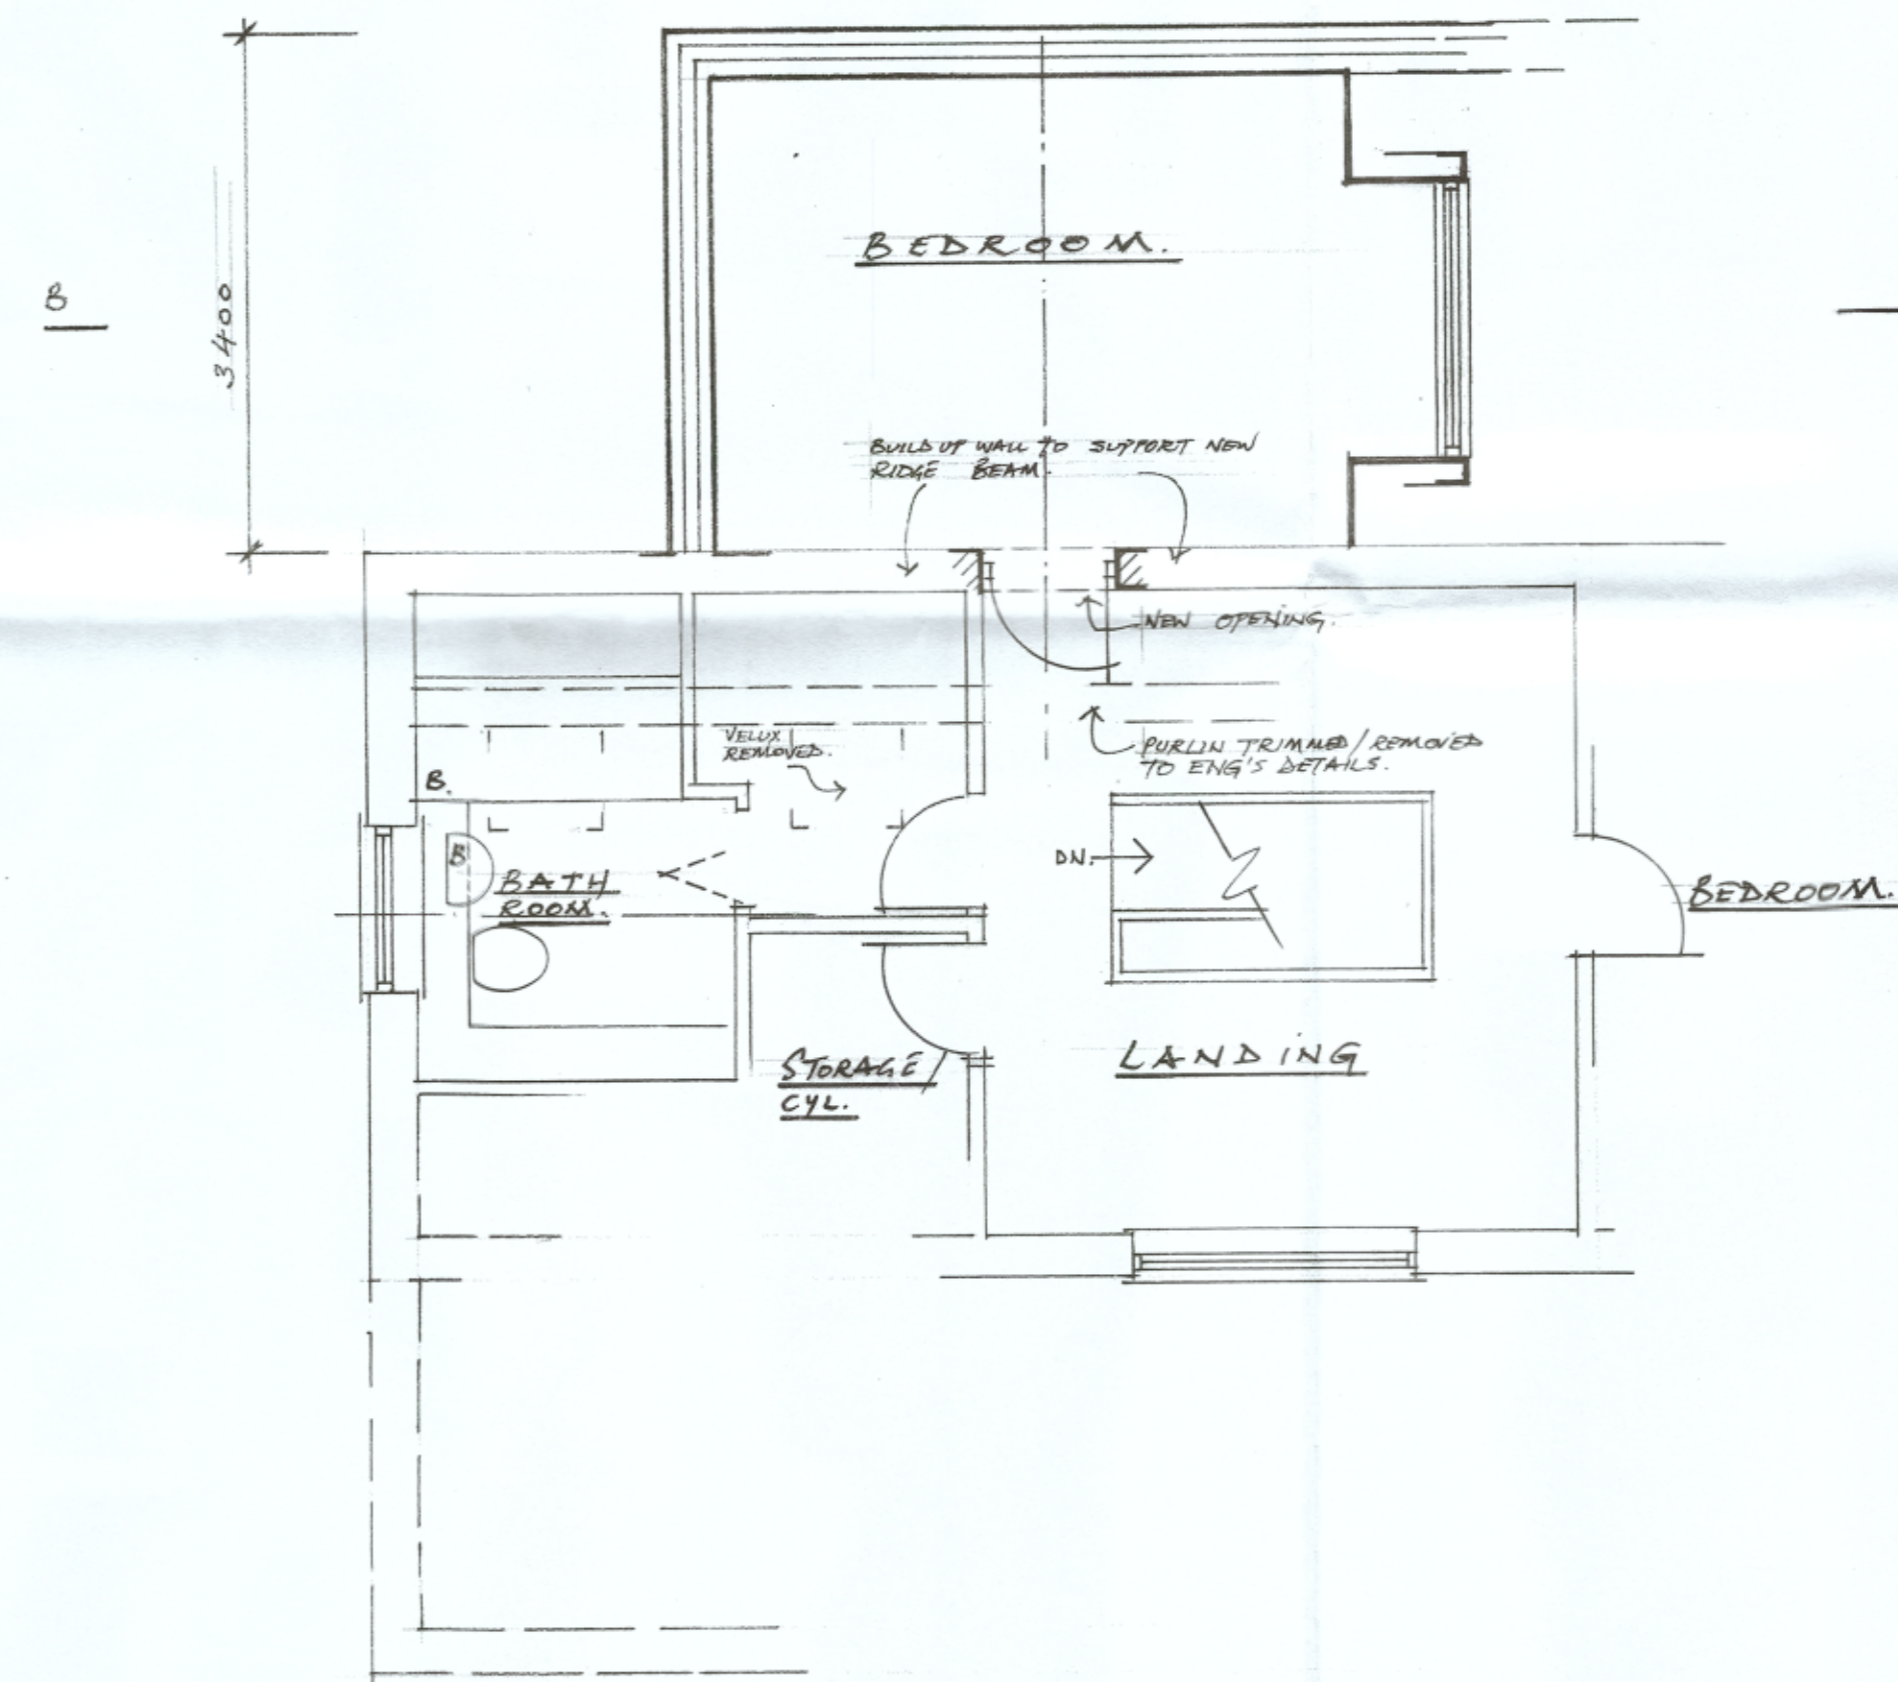 BEDROOM.
B
3400
BUILD UP WALL TO SUPPORT NEW
RIDGE BEAM.
NEW OPENING.
VELUX
REMOVED.
PURLIN TRIMMED/REMOVED
TO ENG'S DETAILS.
B.
B
BATH
ROOM.
DN.
BEDROOM.
STORAGE
CYL.
LANDING